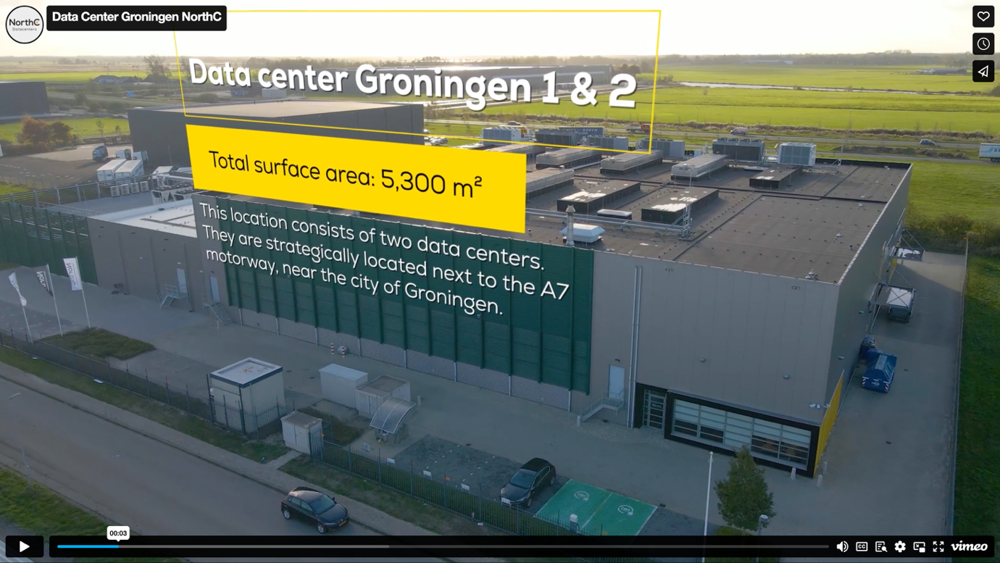 NorthC
Datacenters
Data Center Groningen NorthC
Data center Groningen 1 & 2
Total surface area: 5,300 m²
This location consists of two data centers.
They are strategically located next to the A7
motorway, near the city of Groningen.
00:03
CC
vimeo